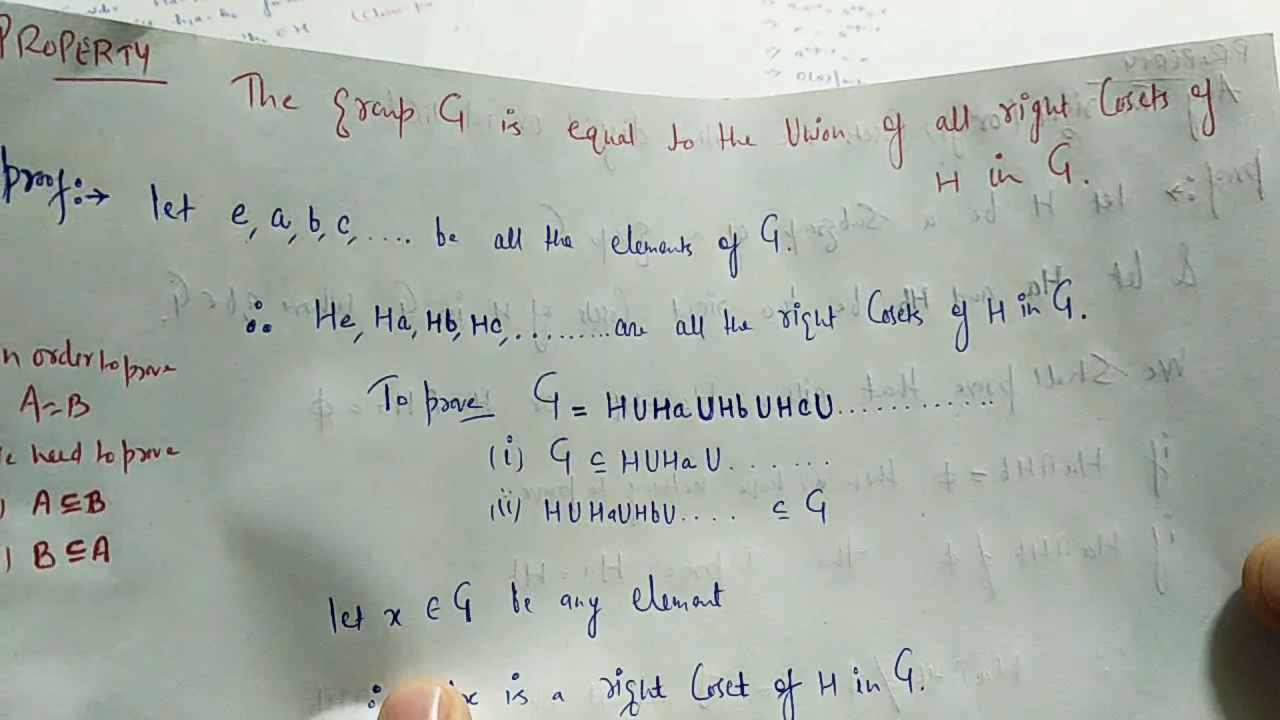 PROPERTY
The Group G is equal to the Union of all right Cosets of
H in G.
proof:→ let e, a, b, c, .... be all the elements of G.
∴ He, Ha, Hb, Hc, .......... are all the right Cosets of H in G.
In order to prove
A=B
we need to prove
) A⊆B
) B⊆A
To prove G = HUHaUHbUHcU............
(i) G ⊆ HUHaU......
(ii) HUHaUHbU.... ⊆ G
let x ∈ G be any element
∴ x is a right Coset of H in G.